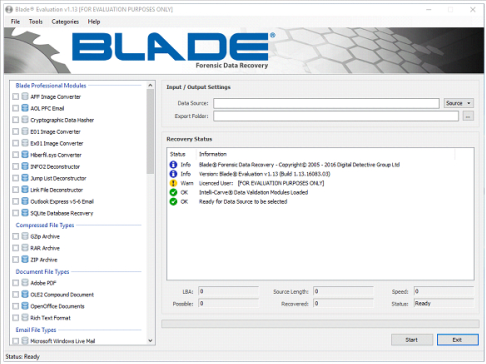 Blade® Evaluation v1.13 [FOR EVALUATION PURPOSES ONLY]
File Tools Categories Help
BLADE®
Forensic Data Recovery
Blade Professional Modules
AFF Image Converter
AOL PFC Email
Cryptographic Data Hasher
E01 Image Converter
Ex01 Image Converter
Hiberfil.sys Converter
INFO2 Deconstructor
Jump List Deconstructor
Link File Deconstructor
Outlook Express v5-6 Email
SQLite Database Recovery
Compressed File Types
GZip Archive
RAR Archive
ZIP Archive
Document File Types
Adobe PDF
OLE2 Compound Document
OpenOffice Documents
Rich Text Format
Email File Types
Microsoft Windows Live Mail
Input / Output Settings
Data Source: Source
Export Folder: ...
Recovery Status
Status Information
Info Blade® Forensic Data Recovery - Copyright© 2005 - 2016 Digital Detective Group Ltd
Info Version: Blade® Evaluation v1.13 (Build 1.13.16083.03)
Warn Licenced User: [FOR EVALUATION PURPOSES ONLY]
OK Intelli-Carve® Data Validation Modules Loaded
OK Ready for Data Source to be selected
LBA: 0 Source Length: 0 Speed: 0
Possible: 0 Recovered: 0 Status: Ready
Start Exit
Status: Ready